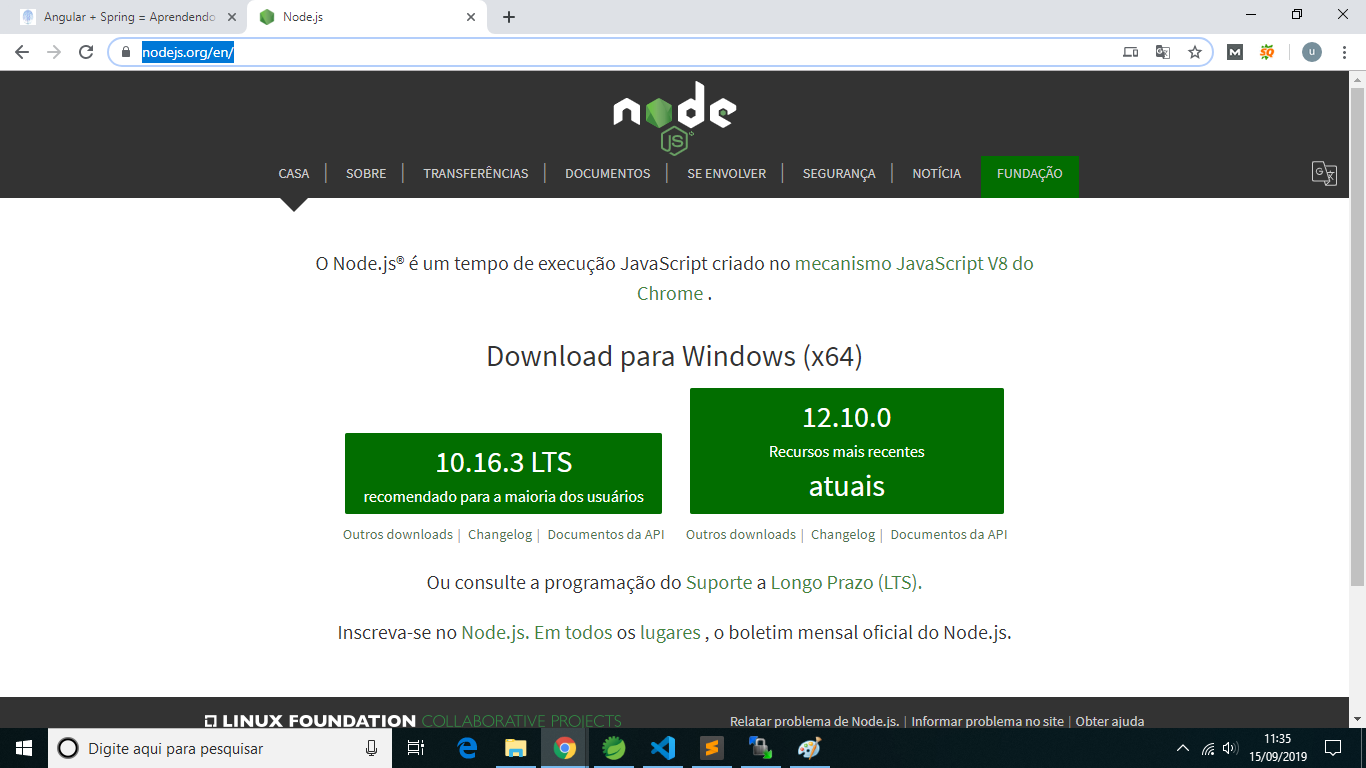 Angular + Spring = Aprendendo
Node.js
nodejs.org/en/
M
SQ
u
node
JS
CASA
SOBRE
TRANSFERÊNCIAS
DOCUMENTOS
SE ENVOLVER
SEGURANÇA
NOTÍCIA
FUNDAÇÃO
O Node.js® é um tempo de execução JavaScript criado no mecanismo JavaScript V8 do
Chrome .
Download para Windows (x64)
10.16.3 LTS
recomendado para a maioria dos usuários
12.10.0
Recursos mais recentes
atuais
Outros downloads | Changelog | Documentos da API
Outros downloads | Changelog | Documentos da API
Ou consulte a programação do Suporte a Longo Prazo (LTS).
Inscreva-se no Node.js. Em todos os lugares , o boletim mensal oficial do Node.js.
LINUX FOUNDATION COLLABORATIVE PROJECTS
Relatar problema de Node.js. | Informar problema no site | Obter ajuda
Digite aqui para pesquisar
11:35
15/09/2019